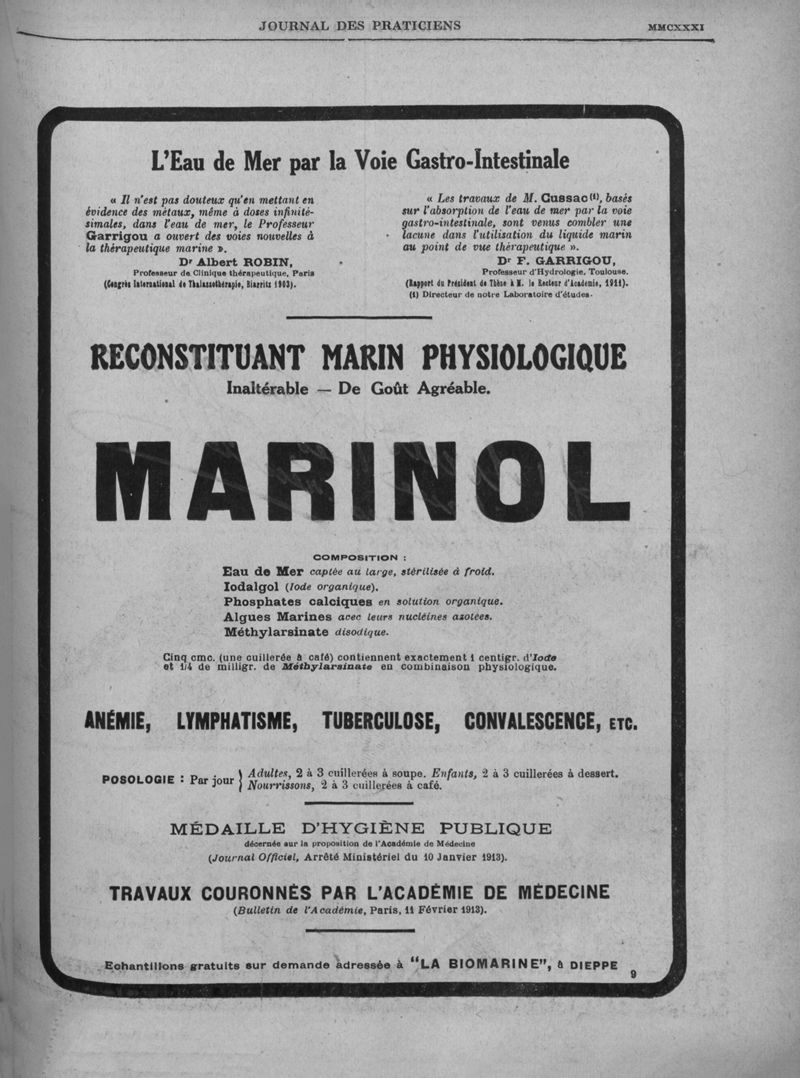 JOURNAL DES PRATICIENS
MMCXXXI
L'Eau de Mer par la Voie Gastro-Intestinale
« Il n'est pas douteux qu'en mettant en
évidence des métaux, même à doses infinité-
simales, dans l'eau de mer, le Professeur
Garrigou a ouvert des voies nouvelles à
la thérapeutique marine ».
Dr Albert ROBIN,
Professeur de Clinique thérapeutique, Paris
(Congrès International de Thalassothérapie, Biarritz 1903).
« Les travaux de M. Cussac(1), basés
sur l'absorption de l'eau de mer par la voie
gastro-intestinale, sont venus combler une
lacune dans l'utilisation du liquide marin
au point de vue thérapeutique ».
Dr F. GARRIGOU,
Professeur d'Hydrologie, Toulouse.
(Rapport du Président de Thèse à M. le Recteur d'Académie, 1911).
(1) Directeur de notre Laboratoire d'études.
RECONSTITUANT MARIN PHYSIOLOGIQUE
Inaltérable — De Goût Agréable.
MARINOL
COMPOSITION :
Eau de Mer captée au large, stérilisée à froid.
Iodalgol (Iode organique).
Phosphates calciques en solution organique.
Algues Marines avec leurs nucléines azotées.
Méthylarsinate disodique.
Cinq cmc. (une cuillerée à café) contiennent exactement 1 centigr. d'Iode
et 1/4 de milligr. de Méthylarsinate en combinaison physiologique.
ANÉMIE, LYMPHATISME, TUBERCULOSE, CONVALESCENCE, ETC.
POSOLOGIE : Par jour } Adultes, 2 à 3 cuillerées à soupe. Enfants, 2 à 3 cuillerées à dessert.
Nourrissons, 2 à 3 cuillerées à café.
MÉDAILLE D'HYGIÈNE PUBLIQUE
décernée sur la proposition de l'Académie de Médecine
(Journal Officiel, Arrêté Ministériel du 10 Janvier 1913).
TRAVAUX COURONNÉS PAR L'ACADÉMIE DE MÉDECINE
(Bulletin de l'Académie, Paris, 11 Février 1913).
Echantillons gratuits sur demande adressée à "LA BIOMARINE", à DIEPPE
9